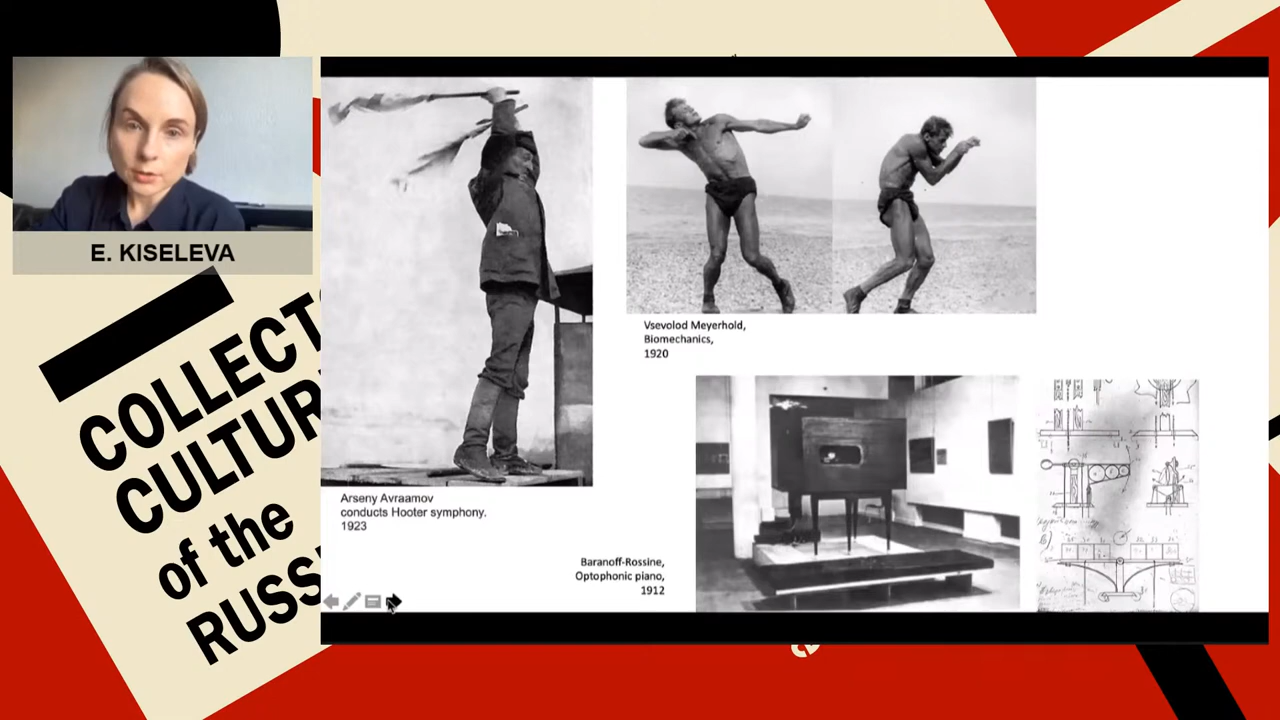 E. KISELEVA
COLLECT
CULTUR
of the
RUSS
Vsevolod Meyerhold,
Biomechanics,
1920
Arseny Avraamov
conducts Hooter symphony.
1923
Baranoff-Rossine,
Optophonic piano,
1912